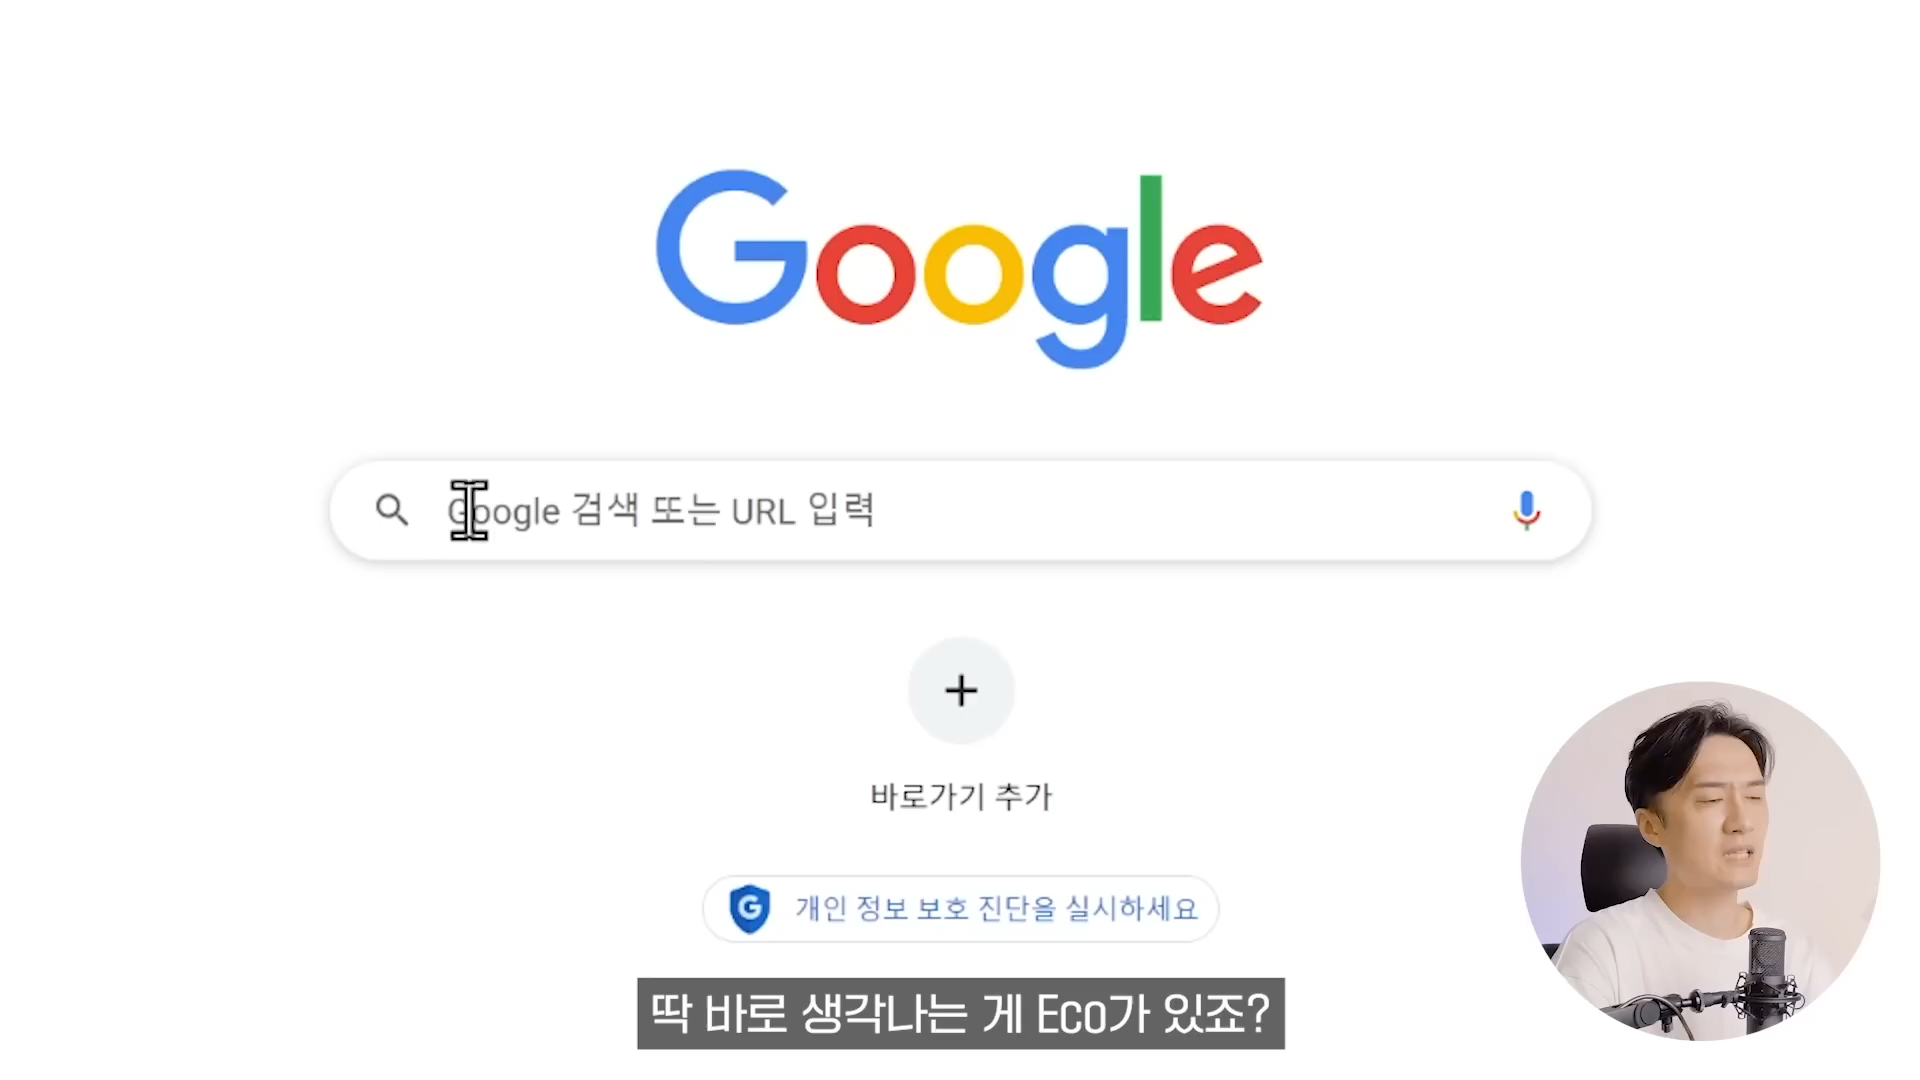 Google
Google 검색 또는 URL 입력
바로가기 추가
G 개인 정보 보호 진단을 실시하세요
딱 바로 생각나는 게 Eco가 있죠?